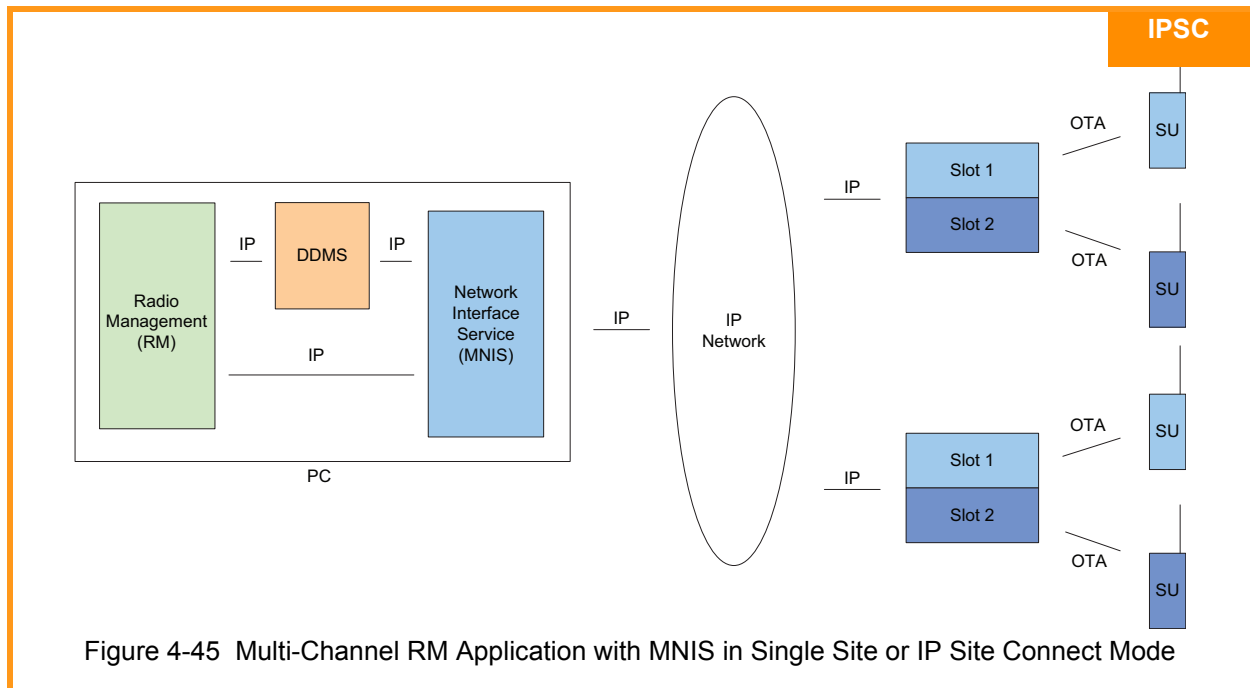 IPSC
OTA
SU
Slot 1
IP
Slot 2
OTA
SU
IP
DDMS
IP
Radio
Management
(RM)
Network
Interface
Service
(MNIS)
IP
IP
IP
Network
PC
OTA
SU
Slot 1
IP
Slot 2
OTA
SU
Figure 4-45 Multi-Channel RM Application with MNIS in Single Site or IP Site Connect Mode